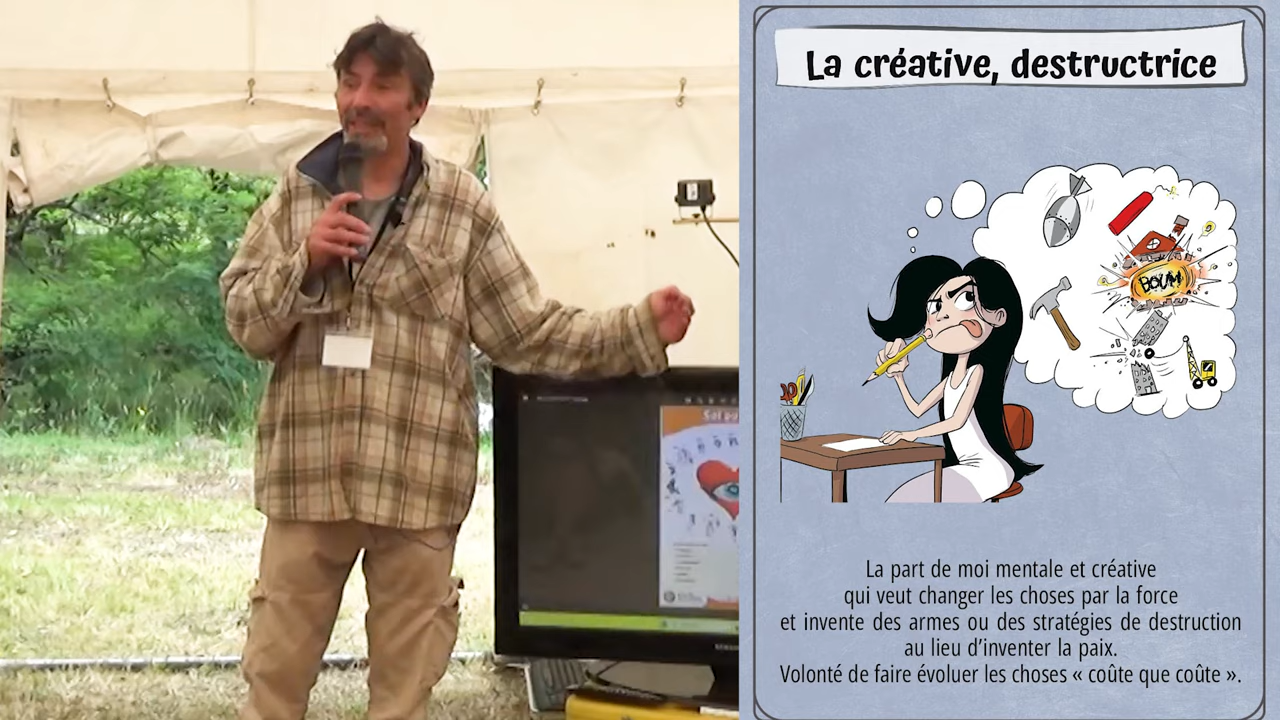 La créative, destructrice
BOUM
La part de moi mentale et créative
qui veut changer les choses par la force
et invente des armes ou des stratégies de destruction
au lieu d'inventer la paix.
Volonté de faire évoluer les choses « coûte que coûte ».